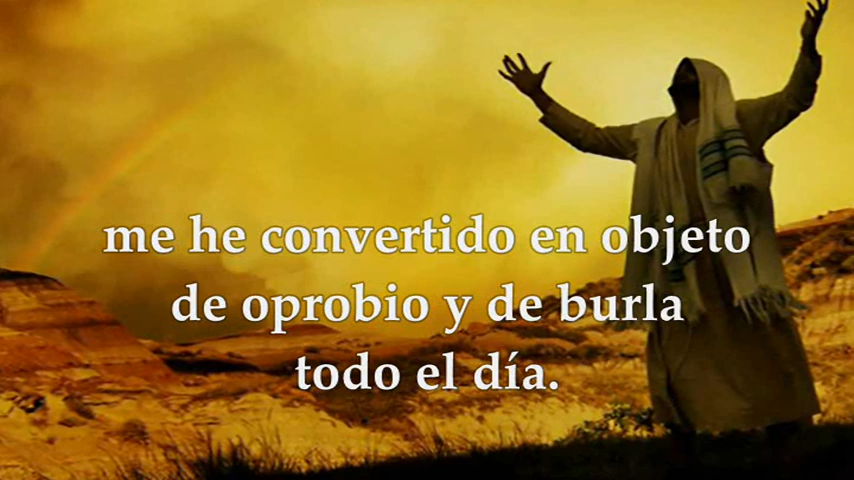 me he convertido en objeto
de oprobio y de burla
todo el día.